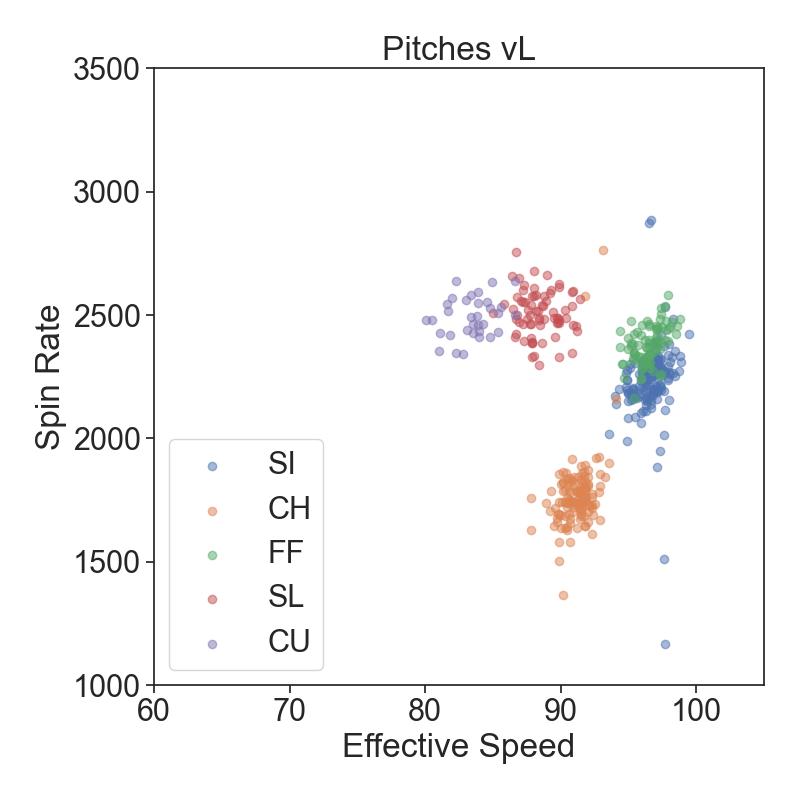 Pitches vL
3500
3000
2500
2000
1500
1000
Spin Rate
SI
CH
FF
SL
CU
60 70 80 90 100
Effective Speed